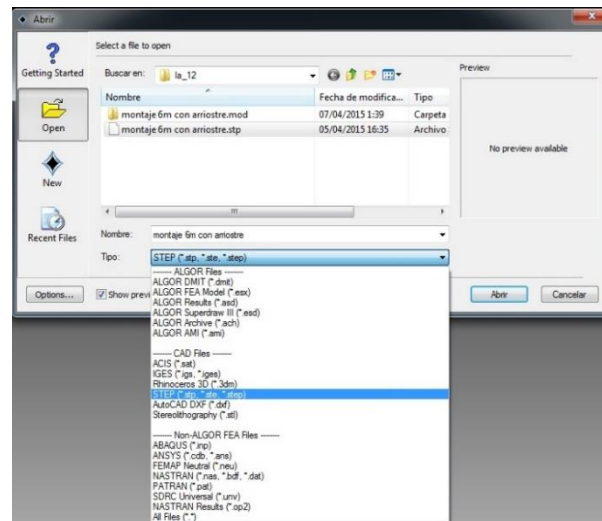 Abrir
Select a file to open
Getting Started
Open
New
Recent Files
Buscar en: la_12
Preview
Nombre Fecha de modifica... Tipo
montaje 6m con arriostre.mod 07/04/2015 1:39 Carpeta
montaje 6m con arriostre.stp 05/04/2015 16:35 Archivo
No preview available
Nombre: montaje 6m con arriostre
Tipo: STEP (*.stp, *.ste, *.step)
Options... Show previ Abrir Cancelar
------ ALGOR Files ------
ALGOR DMIT (*.dmit)
ALGOR FEA Model (*.esx)
ALGOR Results (*.asd)
ALGOR Superdraw III (*.esd)
ALGOR Archive (*.ach)
ALGOR AMI (*.ami)
------ CAD Files ------
ACIS (*.sat)
IGES (*.igs, *.iges)
Rhinoceros 3D (*.3dm)
STEP (*.stp, *.ste, *.step)
AutoCAD DXF (*.dxf)
Stereolithography (*.stl)
------ Non-ALGOR FEA Files ------
ABAQUS (*.inp)
ANSYS (*.cdb, *.ans)
FEMAP Neutral (*.neu)
NASTRAN (*.nas, *.bdf, *.dat)
PATRAN (*.pat)
SDRC Universal (*.unv)
NASTRAN Results (*.op2)
All Files (*.*)